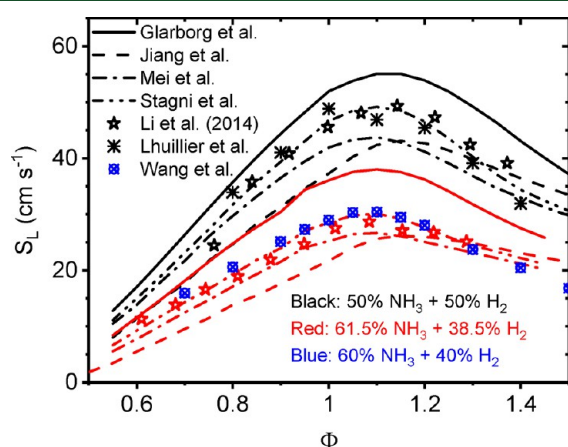 Glarborg et al.
Jiang et al.
Mei et al.
Stagni et al.
Li et al. (2014)
Lhuillier et al.
Wang et al.
60
40
20
0
S_L (cm s⁻¹)
Black: 50% NH₃ + 50% H₂
Red: 61.5% NH₃ + 38.5% H₂
Blue: 60% NH₃ + 40% H₂
0.6 0.8 1 1.2 1.4
Φ